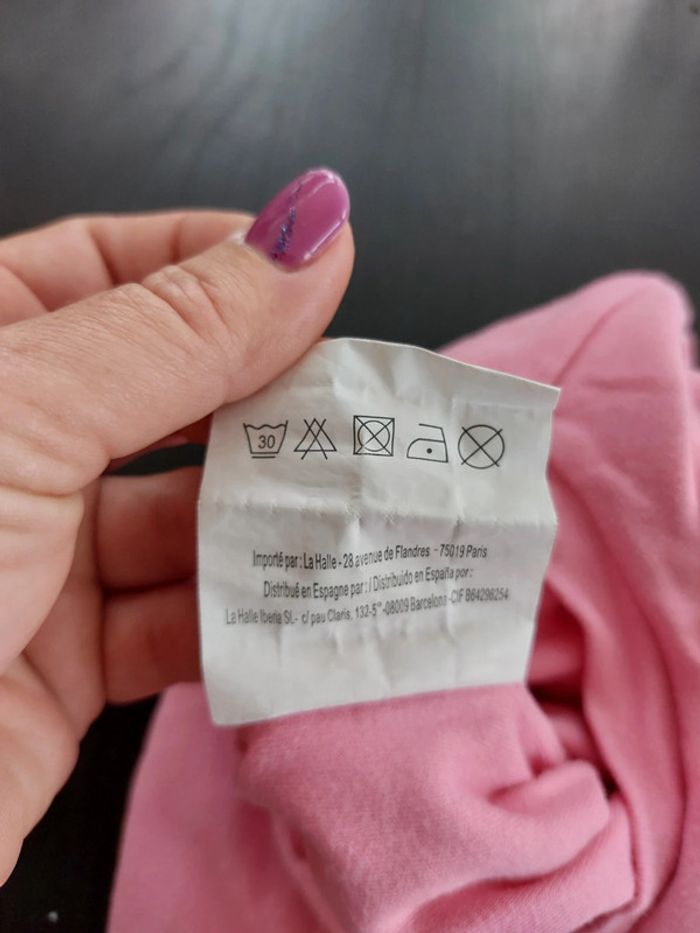 30
Importé par : La Halle - 28 avenue de Flandres - 75019 Paris
Distribué en Espagne par : / Distribuido en España por :
La Halle Iberia SL- c/ pau Claris, 132-5° -08009 Barcelona -CIF B64296254